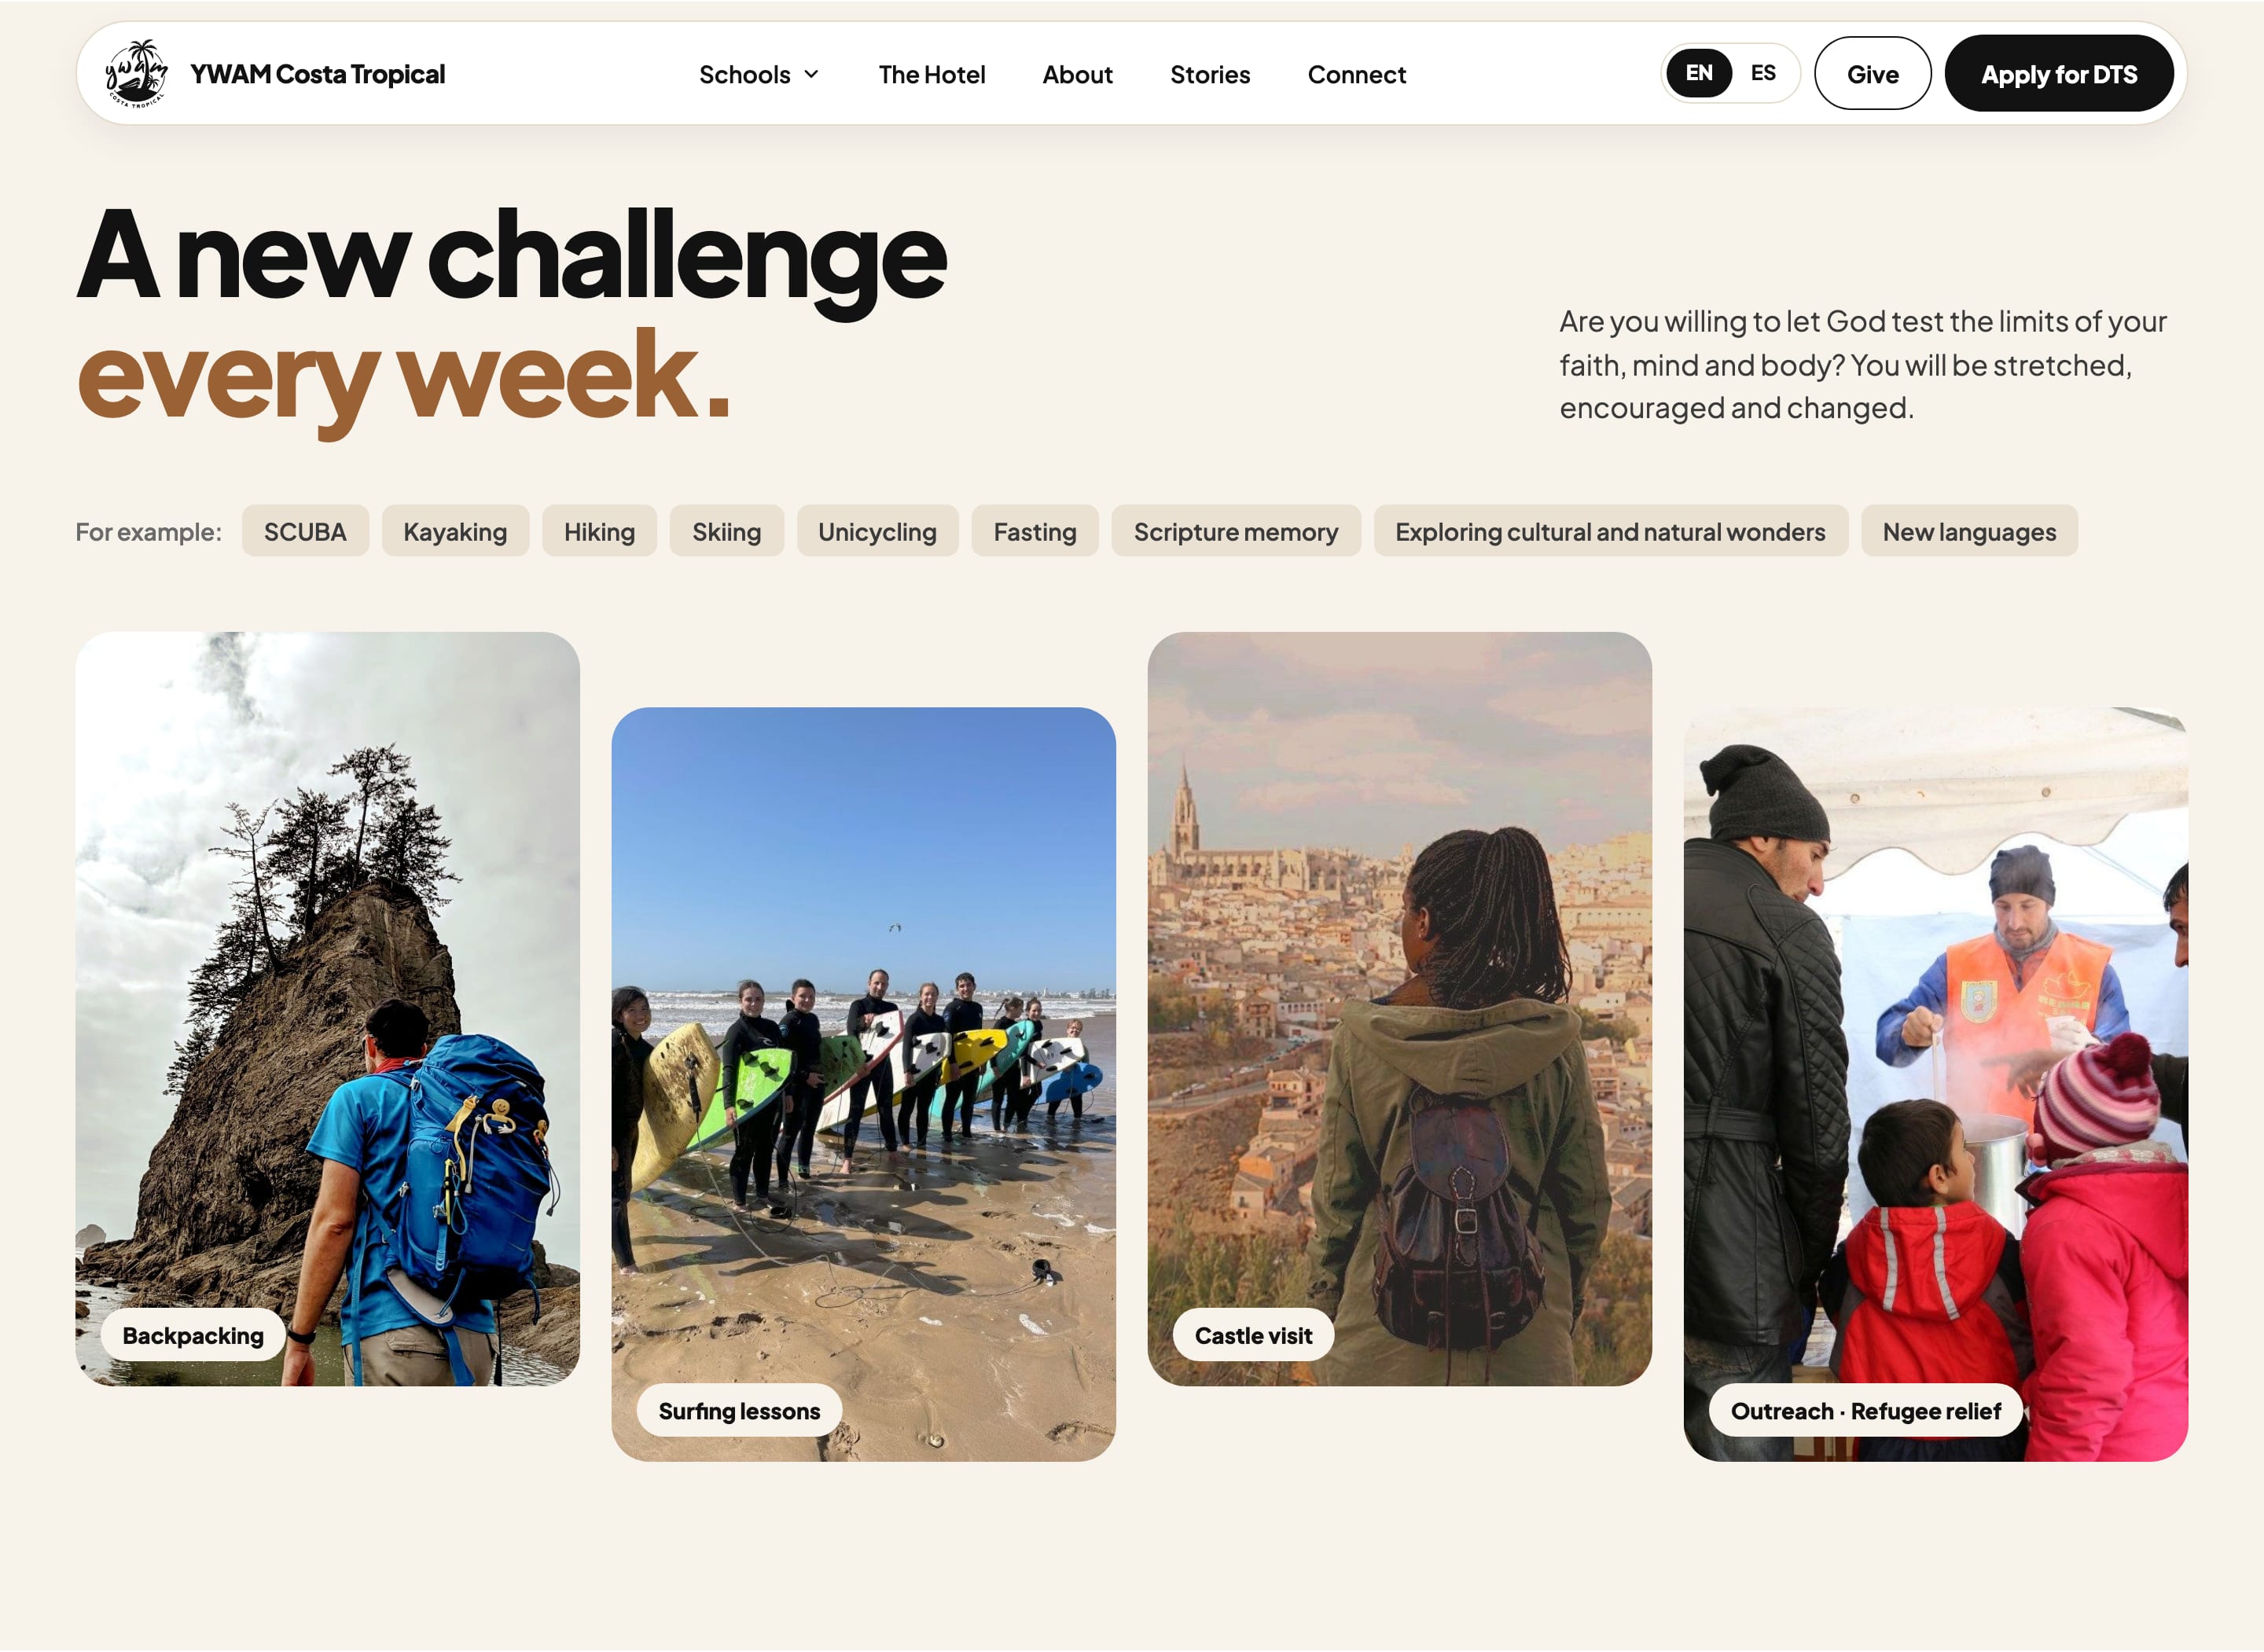 ywam
COSTA TROPICAL
YWAM Costa Tropical
Schools
The Hotel
About
Stories
Connect
EN
ES
Give
Apply for DTS
A new challenge
every week.
Are you willing to let God test the limits of your
faith, mind and body? You will be stretched,
encouraged and changed.
For example:
SCUBA
Kayaking
Hiking
Skiing
Unicycling
Fasting
Scripture memory
Exploring cultural and natural wonders
New languages
Backpacking
Surfing lessons
Castle visit
Outreach · Refugee relief